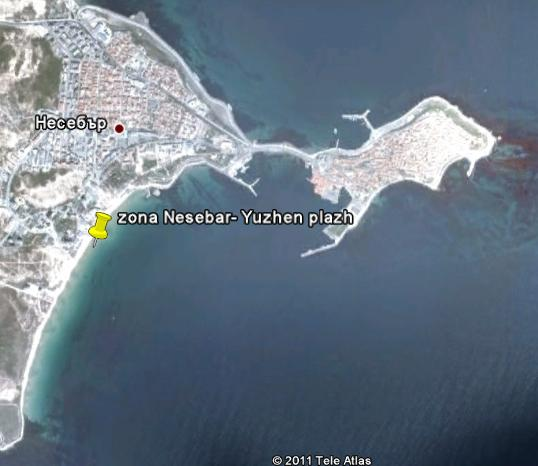 Несебър
zona Nesebar- Yuzhen plazh
© 2011 Tele Atlas